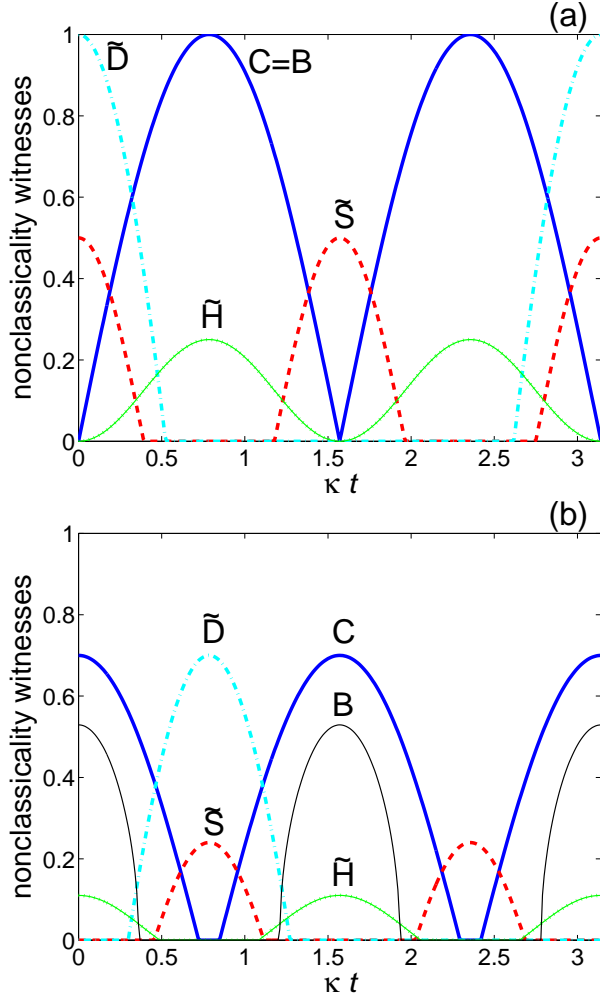 (a)
1
D̃
C=B
0.8
0.6
S̃
0.4
H̃
0.2
0
nonclassicality witnesses
0 0.5 1 1.5 2 2.5 3
κ t
(b)
1
0.8
D̃
C
0.6
B
0.4
S̃
H̃
0.2
0
nonclassicality witnesses
0 0.5 1 1.5 2 2.5 3
κ t